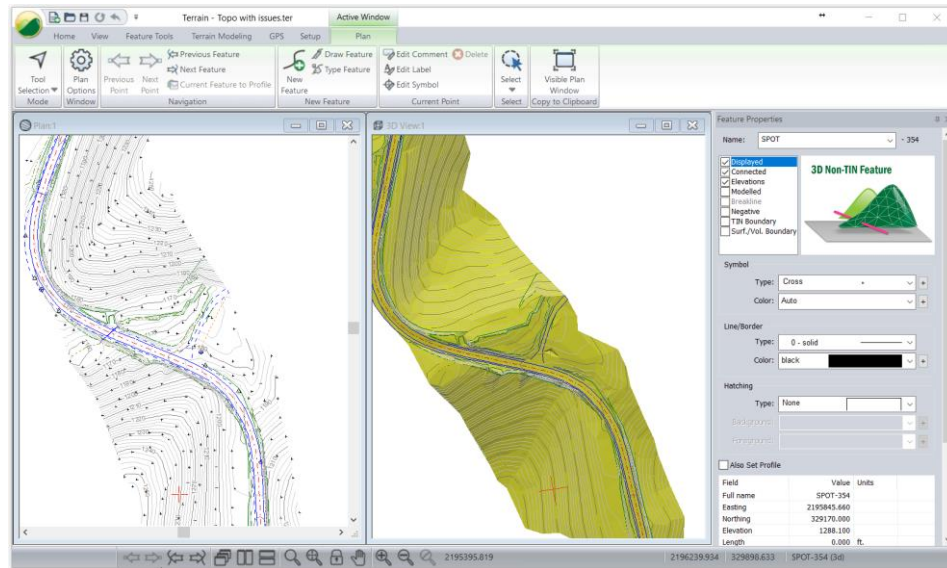 Terrain - Topo with issues.ter
Active Window
Home View Feature Tools Terrain Modeling GPS Setup Plan
Tool Selection
Mode
Plan Options
Window
Previous Point
Next Point
Previous Feature
Next Feature
Current Feature to Profile
Navigation
New Feature
Draw Feature
Type Feature
New Feature
Edit Comment Delete
Edit Label
Edit Symbol
Current Point
Select
Select
Visible Plan Window
Copy to Clipboard
Plan:1
3D View:1
Feature Properties
Name: SPOT - 354
Displayed
Connected
Elevations
Modelled
Breakline
Negative
TIN Boundary
Surf./Vol. Boundary
3D Non-TIN Feature
Symbol
Type: Cross
Color: Auto
Line/Border
Type: 0 - solid
Color: black
Hatching
Type: None
Background:
Foreground:
Also Set Profile
Field Value Units
Full name SPOT-354
Easting 2195845.660
Northing 329170.000
Elevation 1288.100
Length 0.000 ft.
2195395.819 2196239.934 329898.633 SPOT-354 (3d)